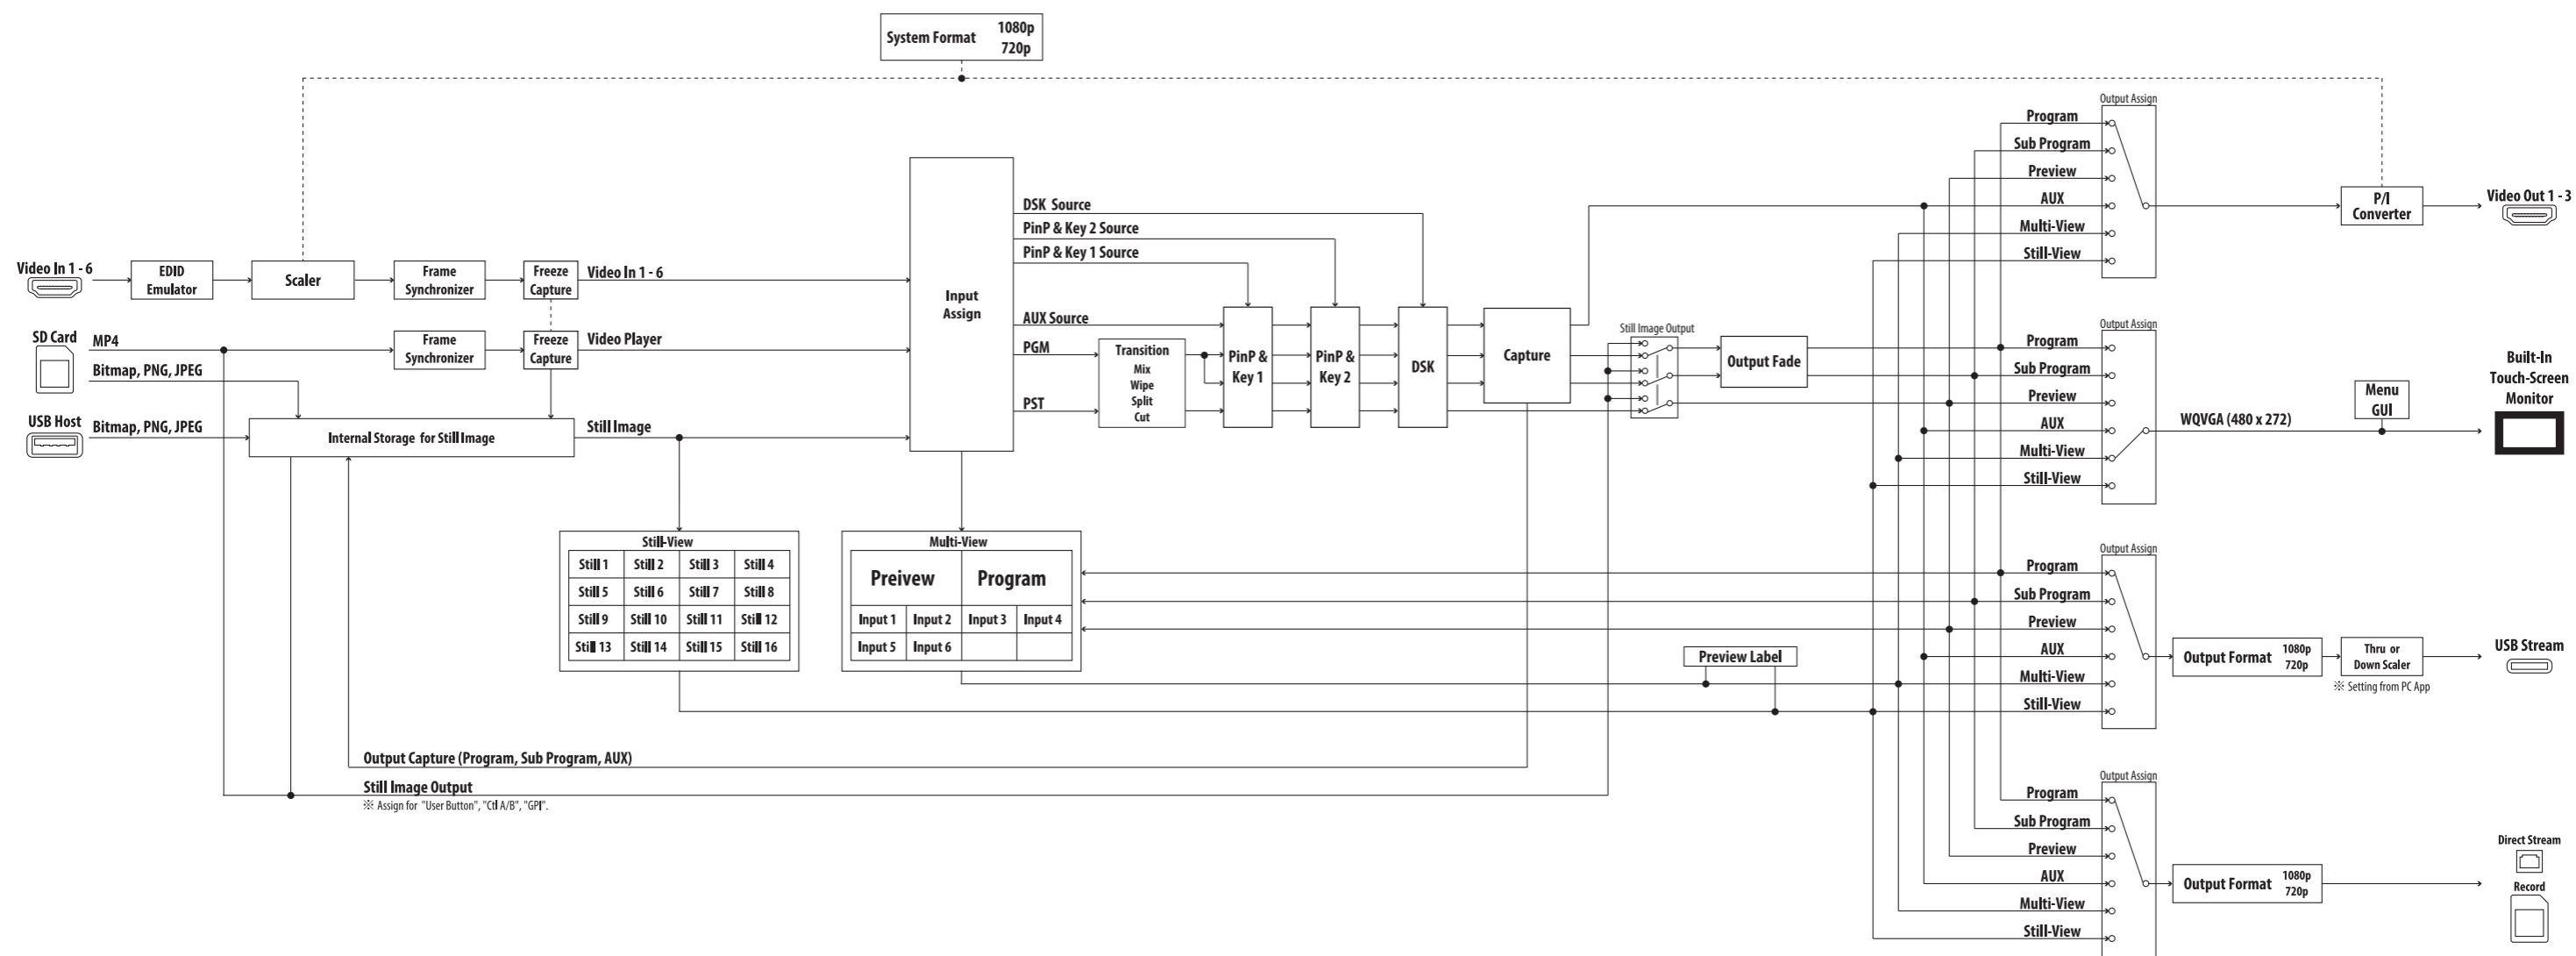 System Format
1080p
720p
Output Assign
Program
Sub Program
Preview
AUX
Multi-View
Still-View
P/I
Converter
Video Out 1 - 3
DSK Source
PinP & Key 2 Source
PinP & Key 1 Source
Video In 1 - 6
EDID
Emulator
Scaler
Frame
Synchronizer
Freeze
Capture
Video In 1 - 6
Input
Assign
SD Card
MP4
Bitmap, PNG, JPEG
Frame
Synchronizer
Freeze
Capture
Video Player
AUX Source
PGM
PST
Transition
Mix
Wipe
Split
Cut
PinP &
Key 1
PinP &
Key 2
DSK
Capture
Still Image Output
Output Fade
USB Host
Bitmap, PNG, JPEG
Internal Storage for Still Image
Still Image
Output Assign
Program
Sub Program
Preview
AUX
Multi-View
Still-View
WQVGA (480 x 272)
Menu
GUI
Built-In
Touch-Screen
Monitor
Still-View
Still 1 Still 2 Still 3 Still 4
Still 5 Still 6 Still 7 Still 8
Still 9 Still 10 Still 11 Still 12
Still 13 Still 14 Still 15 Still 16
Multi-View
Preivew Program
Input 1 Input 2 Input 3 Input 4
Input 5 Input 6
Preview Label
Output Assign
Program
Sub Program
Preview
AUX
Multi-View
Still-View
Output Format
1080p
720p
Thru or
Down Scaler
※ Setting from PC App
USB Stream
Output Capture (Program, Sub Program, AUX)
Still Image Output
※ Assign for "User Button", "Ctl A/B", "GPI".
Output Assign
Program
Sub Program
Preview
AUX
Multi-View
Still-View
Output Format
1080p
720p
Direct Stream
Record